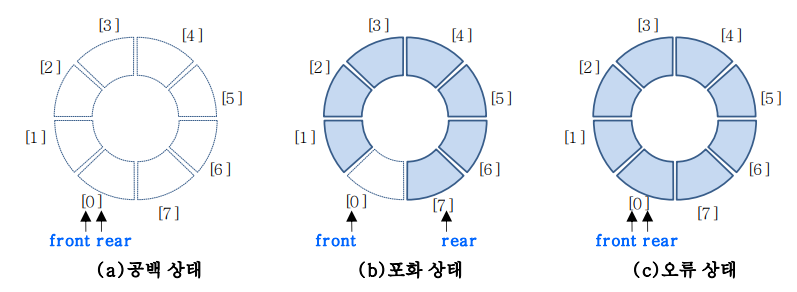 [3] [4] [3] [4] [3] [4]
[2] [5] [2] [5] [2] [5]
[1] [6] [1] [6] [1] [6]
[0] [7] [0] [7] [0] [7]
front rear front rear front rear
(a)공백 상태 (b)포화 상태 (c)오류 상태